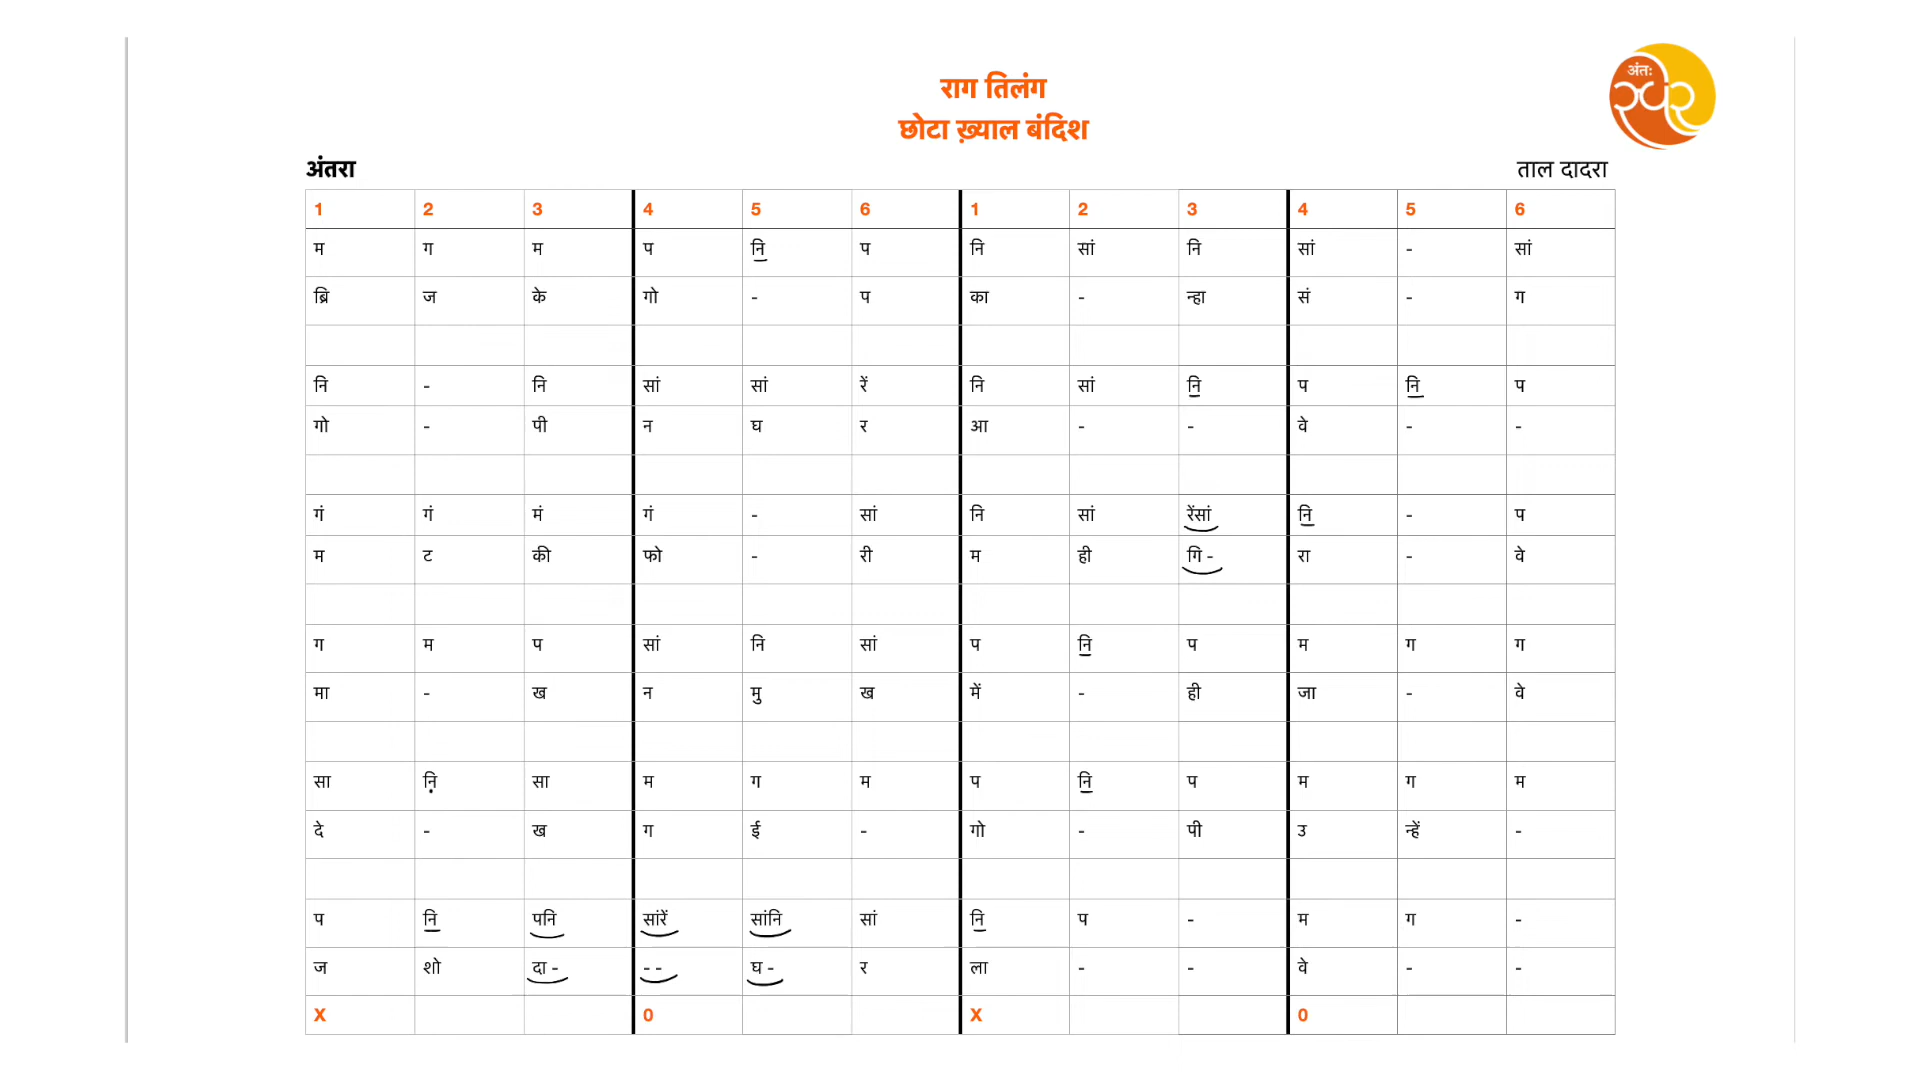 राग तिलंग
छोटा ख़्याल बंदिश
अंतः
स्वर
अंतरा ताल दादरा
1 2 3 4 5 6 1 2 3 4 5 6
म ग म प नि॒ प नि सां नि सां - सां
ब्रि ज के गो - प का - न्हा सं - ग
नि - नि सां सां रें नि सां नि॒ प नि॒ प
गो - पी न घ र आ - - वे - -
गं गं मं गं - सां नि सां रेंसां नि॒ - प
म ट की फो - री म ही गि - रा - वे
ग म प सां नि सां प नि॒ प म ग ग
मा - ख न मु ख में - ही जा - वे
सा नि़ सा म ग म प नि॒ प म ग म
दे - ख ग ई - गो - पी उ न्हें -
प नि॒ पनि सांरें सांनि सां नि॒ प - म ग -
ज शो दा - - - घ - र ला - - वे - -
X 0 X 0